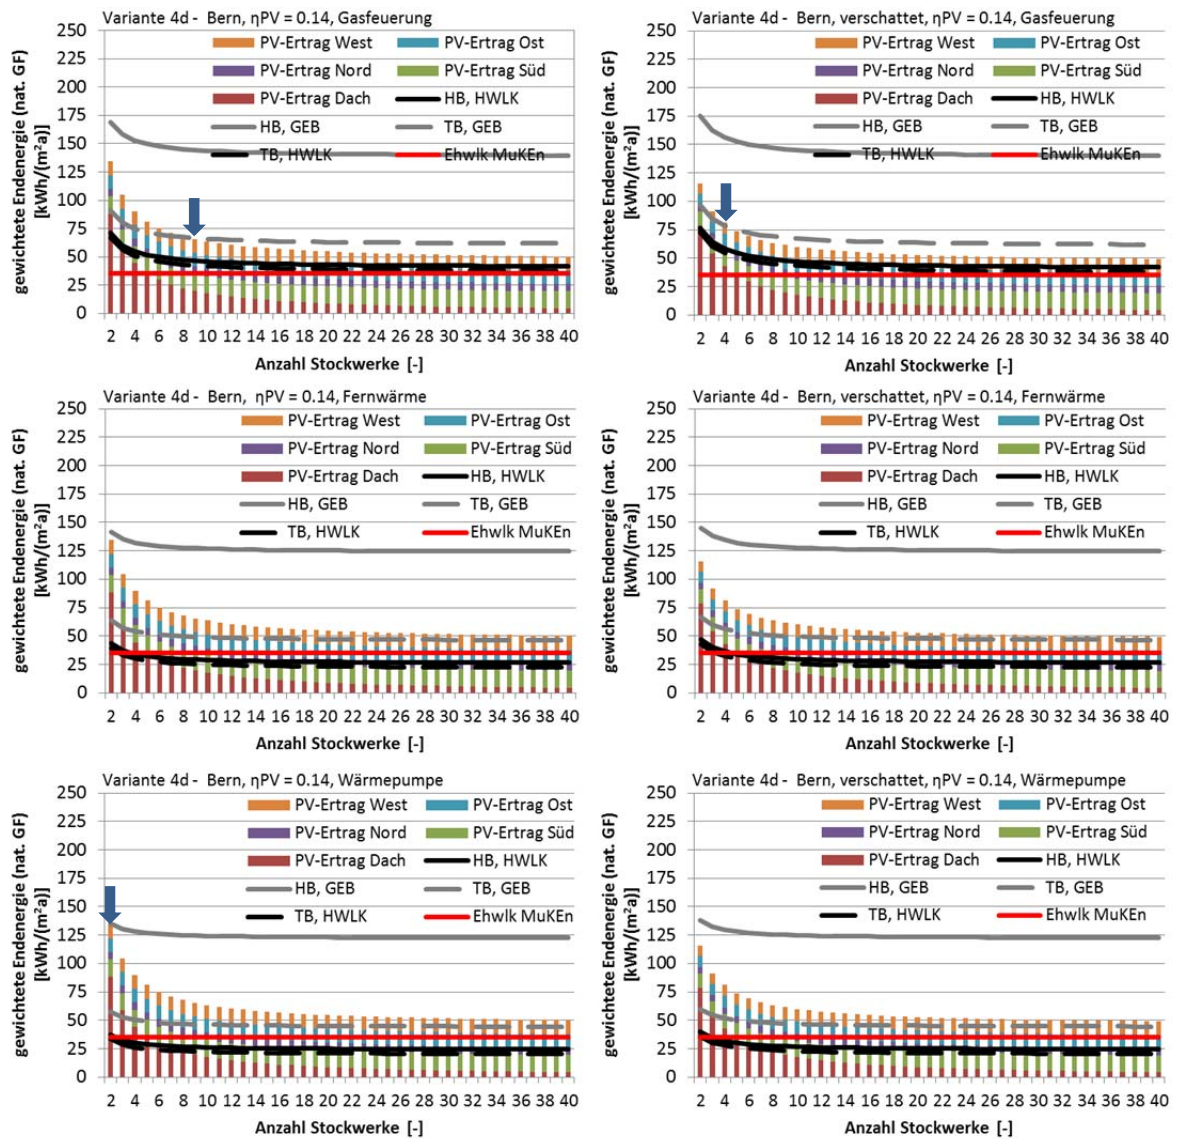 Variante 4d - Bern, ηPV = 0.14, Gasfeuerung
gewichtete Endenergie (nat. GF)
[kWh/(m²a)]
250
225
200
175
150
125
100
75
50
25
0
PV-Ertrag West
PV-Ertrag Ost
PV-Ertrag Nord
PV-Ertrag Süd
PV-Ertrag Dach
HB, HWLK
HB, GEB
TB, GEB
TB, HWLK
Ehwlk MuKEn
2 4 6 8 10 12 14 16 18 20 22 24 26 28 30 32 34 36 38 40
Anzahl Stockwerke [-]
Variante 4d - Bern, verschattet, ηPV = 0.14, Gasfeuerung
gewichtete Endenergie (nat. GF)
[kWh/(m²a)]
250
225
200
175
150
125
100
75
50
25
0
PV-Ertrag West
PV-Ertrag Ost
PV-Ertrag Nord
PV-Ertrag Süd
PV-Ertrag Dach
HB, HWLK
HB, GEB
TB, GEB
TB, HWLK
Ehwlk MuKEn
2 4 6 8 10 12 14 16 18 20 22 24 26 28 30 32 34 36 38 40
Anzahl Stockwerke [-]
Variante 4d - Bern, ηPV = 0.14, Fernwärme
gewichtete Endenergie (nat. GF)
[kWh/(m²a)]
250
225
200
175
150
125
100
75
50
25
0
PV-Ertrag West
PV-Ertrag Ost
PV-Ertrag Nord
PV-Ertrag Süd
PV-Ertrag Dach
HB, HWLK
HB, GEB
TB, GEB
TB, HWLK
Ehwlk MuKEn
2 4 6 8 10 12 14 16 18 20 22 24 26 28 30 32 34 36 38 40
Anzahl Stockwerke [-]
Variante 4d - Bern, verschattet, ηPV = 0.14, Fernwärme
gewichtete Endenergie (nat. GF)
[kWh/(m²a)]
250
225
200
175
150
125
100
75
50
25
0
PV-Ertrag West
PV-Ertrag Ost
PV-Ertrag Nord
PV-Ertrag Süd
PV-Ertrag Dach
HB, HWLK
HB, GEB
TB, GEB
TB, HWLK
Ehwlk MuKEn
2 4 6 8 10 12 14 16 18 20 22 24 26 28 30 32 34 36 38 40
Anzahl Stockwerke [-]
Variante 4d - Bern, ηPV = 0.14, Wärmepumpe
gewichtete Endenergie (nat. GF)
[kWh/(m²a)]
250
225
200
175
150
125
100
75
50
25
0
PV-Ertrag West
PV-Ertrag Ost
PV-Ertrag Nord
PV-Ertrag Süd
PV-Ertrag Dach
HB, HWLK
HB, GEB
TB, GEB
TB, HWLK
Ehwlk MuKEn
2 4 6 8 10 12 14 16 18 20 22 24 26 28 30 32 34 36 38 40
Anzahl Stockwerke [-]
Variante 4d - Bern, verschattet, ηPV = 0.14, Wärmepumpe
gewichtete Endenergie (nat. GF)
[kWh/(m²a)]
250
225
200
175
150
125
100
75
50
25
0
PV-Ertrag West
PV-Ertrag Ost
PV-Ertrag Nord
PV-Ertrag Süd
PV-Ertrag Dach
HB, HWLK
HB, GEB
TB, GEB
TB, HWLK
Ehwlk MuKEn
2 4 6 8 10 12 14 16 18 20 22 24 26 28 30 32 34 36 38 40
Anzahl Stockwerke [-]